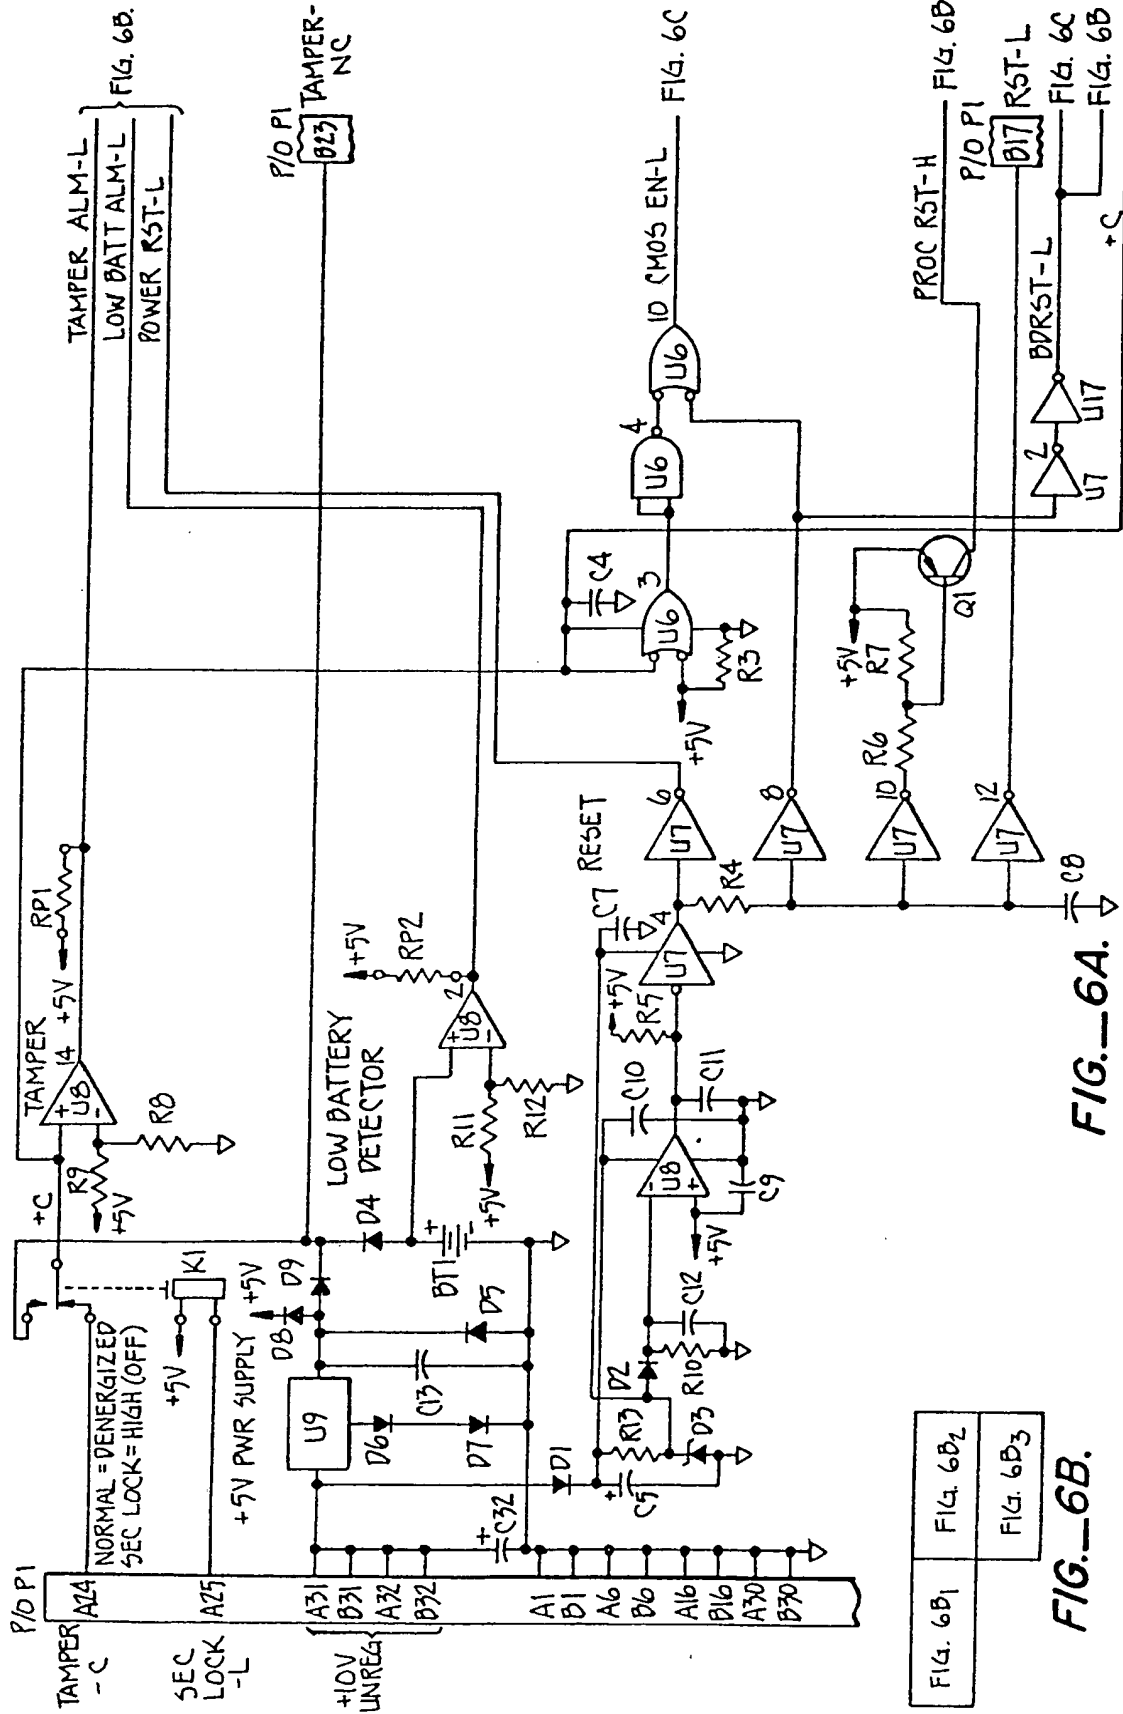 P/O P1
TAMPER
- C
A24
SEC
LOCK
-L
A25
+10V
UNREG
A31
B31
A32
B32
A1
B1
A6
B6
A16
B16
A30
B30
NORMAL = DENERGIZED
SEC LOCK = HIGH (OFF)
+5V
K1
+C
TAMPER
+
-
U8
14
R9
+5V
R8
+5V
RP1
TAMPER ALM-L
LOW BATT ALM-L
POWER RST-L
FIG. 6B.
+5V PWR SUPPLY
U9
D8
+5V
D9
D6
D7
C13
D5
+
C32
D4
LOW BATTERY
DETECTOR
BT1
+
-
+
-
U8
2
+5V
RP2
R11
+5V
R12
P/O P1
B23
TAMPER-
NC
D1
+
C5
R13
D3
D2
R10
C12
-
+
U8
+5V
C9
C10
C11
R5
+5V
U7
4
C7
RESET
R4
U7
6
U7
8
U7
10
U7
12
C8
R6
R7
+5V
Q1
U6
3
C4
R3
+5V
U6
4
U6
10
CMOS EN-L
FIG. 6C
PROC RST-H
FIG. 6B
P/O P1
B17
RST-L
U7
2
U17
BDRST-L
FIG. 6C
FIG. 6B
+C
FIG._6A.
FIG. 6B1
FIG. 6B2
FIG. 6B3
FIG._6B.